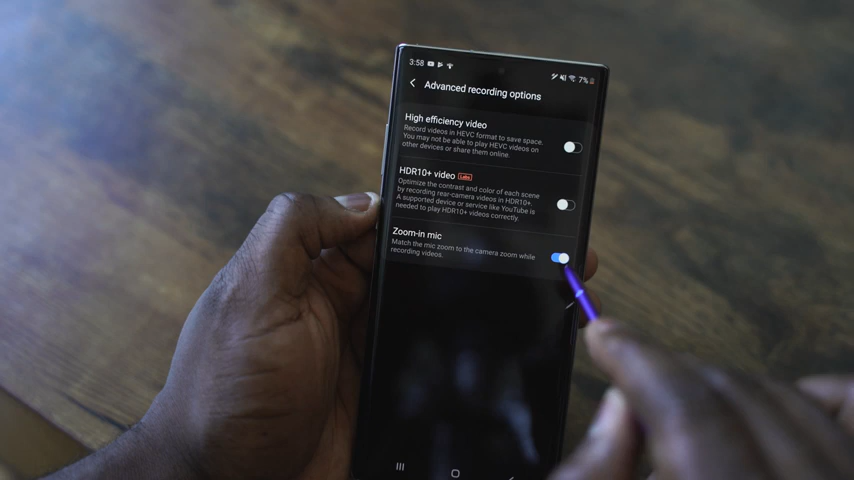 3:58
7%
Advanced recording options
High efficiency video
Record videos in HEVC format to save space.
You may not be able to play HEVC videos on
other devices or share them online.
HDR10+ video Labs
Optimize the contrast and color of each scene
by recording rear-camera videos in HDR10+.
A supported device or service like YouTube is
needed to play HDR10+ videos correctly.
Zoom-in mic
Match the mic zoom to the camera zoom while
recording videos.